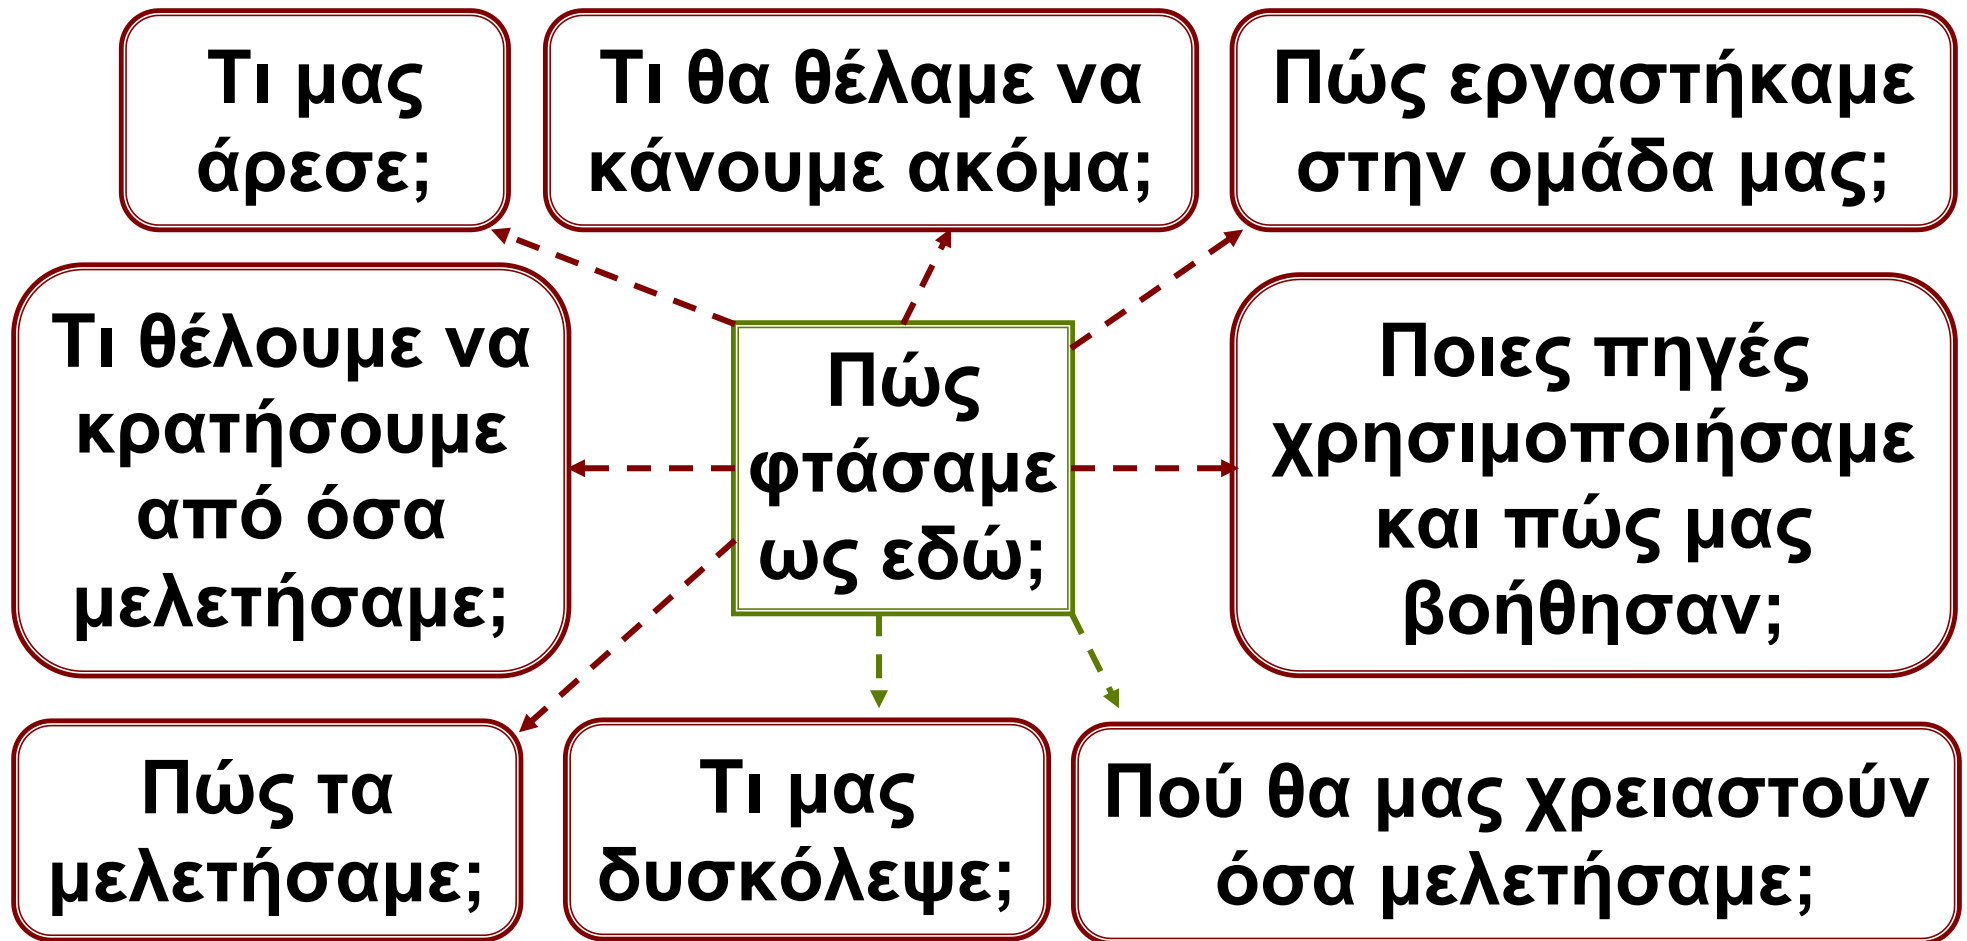 Τι μας
άρεσε;
Τι θα θέλαμε να
κάνουμε ακόμα;
Πώς εργαστήκαμε
στην ομάδα μας;
Τι θέλουμε να
κρατήσουμε
από όσα
μελετήσαμε;
Πώς
φτάσαμε
ως εδώ;
Ποιες πηγές
χρησιμοποιήσαμε
και πώς μας
βοήθησαν;
Πώς τα
μελετήσαμε;
Τι μας
δυσκόλεψε;
Πού θα μας χρειαστούν
όσα μελετήσαμε;